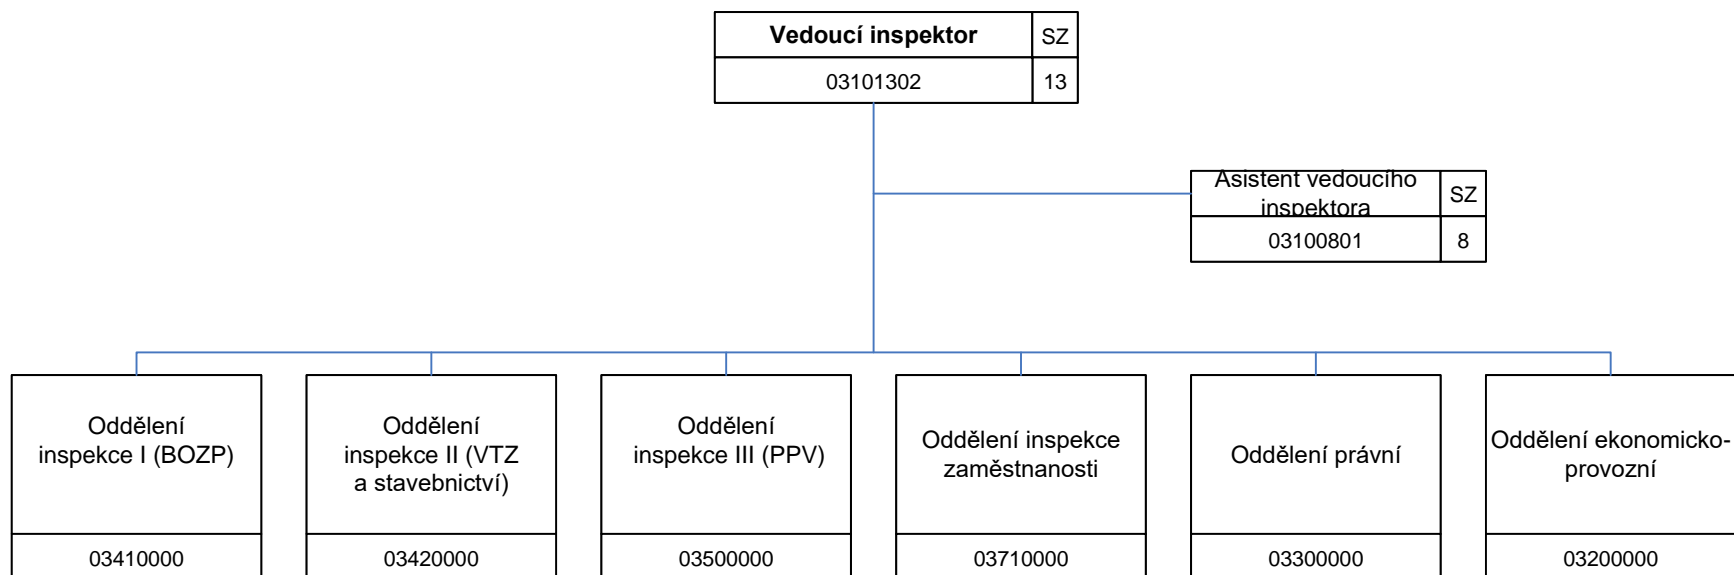 Vedoucí inspektor SZ
03101302 13
Asistent vedoucího
inspektora SZ
03100801 8
Oddělení
inspekce I (BOZP)
03410000
Oddělení
inspekce II (VTZ
a stavebnictví)
03420000
Oddělení
inspekce III (PPV)
03500000
Oddělení inspekce
zaměstnanosti
03710000
Oddělení právní
03300000
Oddělení ekonomicko-
provozní
03200000